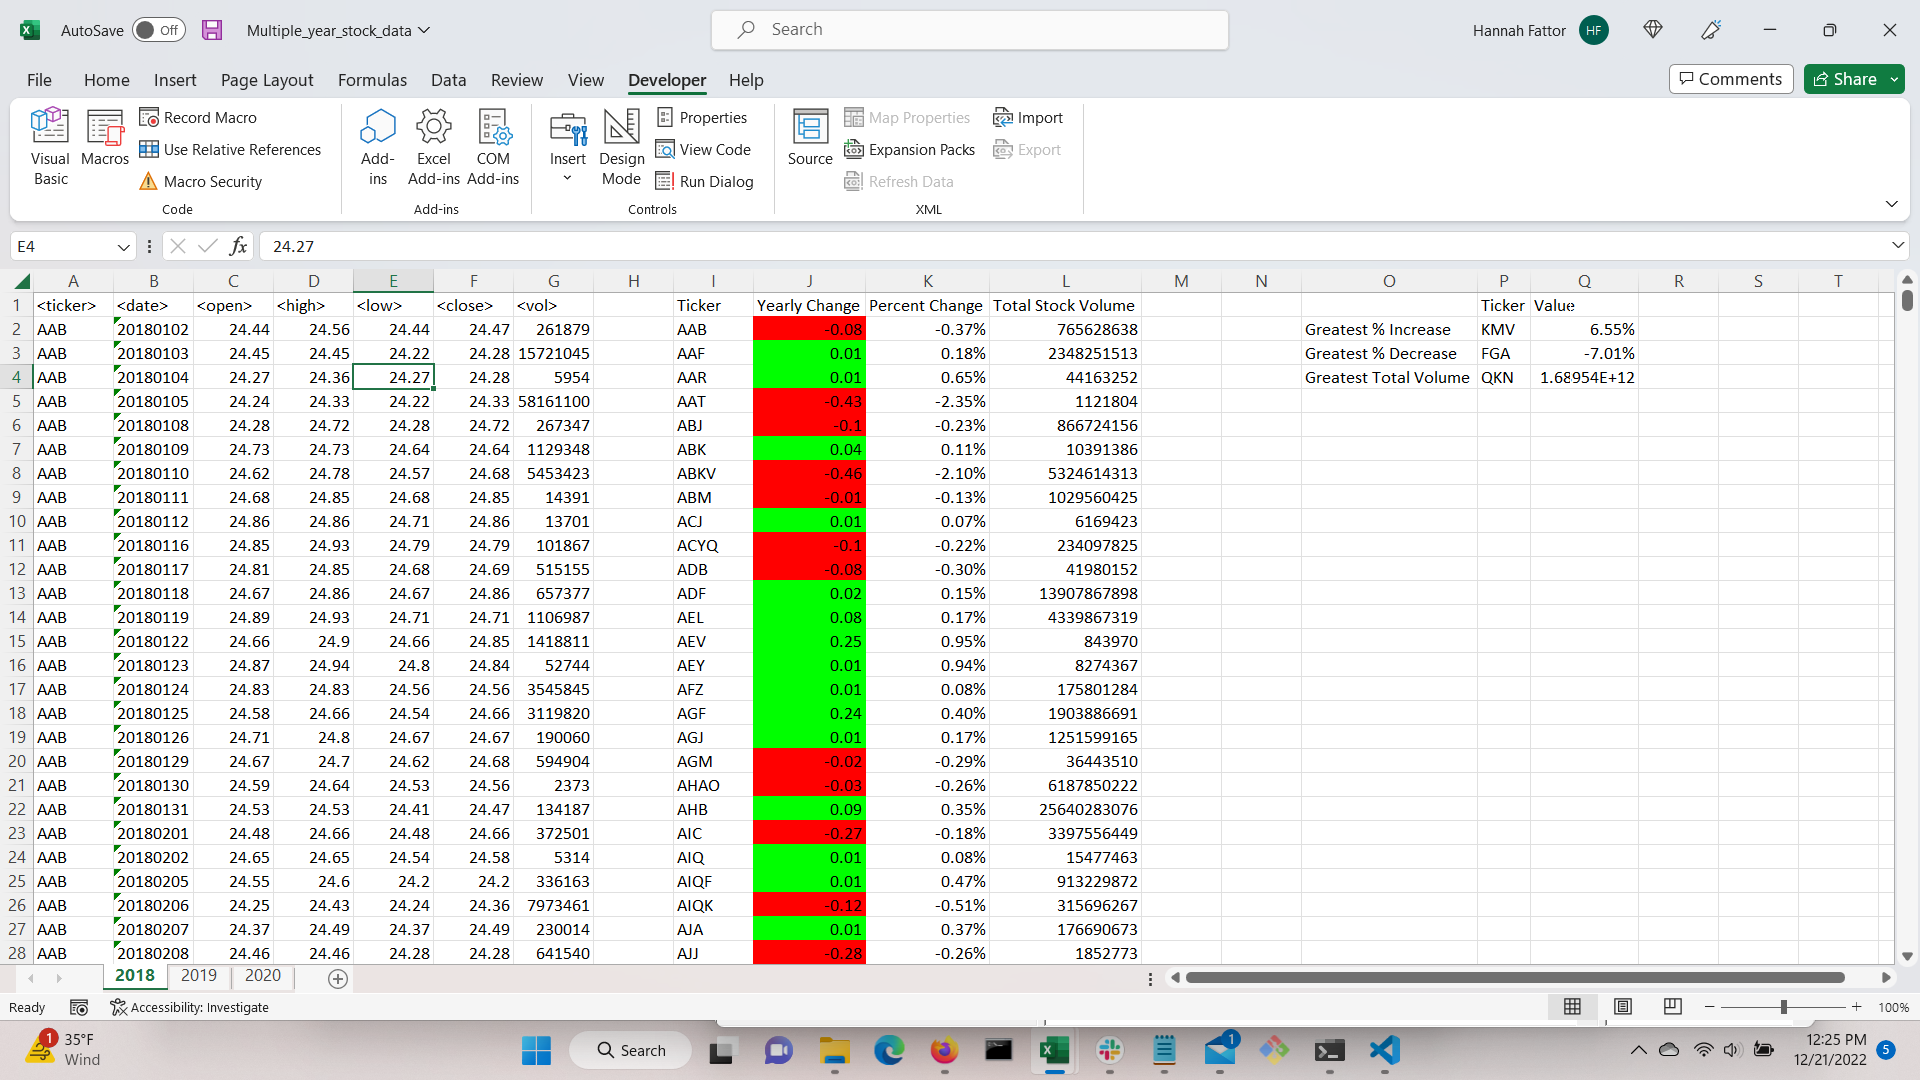 AutoSave Off Multiple_year_stock_data Search Hannah Fattor HF
File Home Insert Page Layout Formulas Data Review View Developer Help Comments Share
Visual Basic Macros Record Macro Use Relative References Macro Security Code
Add-ins Excel Add-ins COM Add-ins Add-ins
Insert Design Mode Properties View Code Run Dialog Controls
Source Map Properties Expansion Packs Refresh Data Import Export XML
E4 fx 24.27
A B C D E F G H I J K L M N O P Q R S T
1 <ticker> <date> <open> <high> <low> <close> <vol> Ticker Yearly Change Percent Change Total Stock Volume Ticker Value
2 AAB 20180102 24.44 24.56 24.44 24.47 261879 AAB -0.08 -0.37% 765628638 Greatest % Increase KMV 6.55%
3 AAB 20180103 24.45 24.45 24.22 24.28 15721045 AAF 0.01 0.18% 2348251513 Greatest % Decrease FGA -7.01%
4 AAB 20180104 24.27 24.36 24.27 24.28 5954 AAR 0.01 0.65% 44163252 Greatest Total Volume QKN 1.68954E+12
5 AAB 20180105 24.24 24.33 24.22 24.33 58161100 AAT -0.43 -2.35% 1121804
6 AAB 20180108 24.28 24.72 24.28 24.72 267347 ABJ -0.1 -0.23% 866724156
7 AAB 20180109 24.73 24.73 24.64 24.64 1129348 ABK 0.04 0.11% 10391386
8 AAB 20180110 24.62 24.78 24.57 24.68 5453423 ABKV -0.46 -2.10% 5324614313
9 AAB 20180111 24.68 24.85 24.68 24.85 14391 ABM -0.01 -0.13% 1029560425
10 AAB 20180112 24.86 24.86 24.71 24.86 13701 ACJ 0.01 0.07% 6169423
11 AAB 20180116 24.85 24.93 24.79 24.79 101867 ACYQ -0.1 -0.22% 234097825
12 AAB 20180117 24.81 24.85 24.68 24.69 515155 ADB -0.08 -0.30% 41980152
13 AAB 20180118 24.67 24.86 24.67 24.86 657377 ADF 0.02 0.15% 13907867898
14 AAB 20180119 24.89 24.93 24.71 24.71 1106987 AEL 0.08 0.17% 4339867319
15 AAB 20180122 24.66 24.9 24.66 24.85 1418811 AEV 0.25 0.95% 843970
16 AAB 20180123 24.87 24.94 24.8 24.84 52744 AEY 0.01 0.94% 8274367
17 AAB 20180124 24.83 24.83 24.56 24.56 3545845 AFZ 0.01 0.08% 175801284
18 AAB 20180125 24.58 24.66 24.54 24.66 3119820 AGF 0.24 0.40% 1903886691
19 AAB 20180126 24.71 24.8 24.67 24.67 190060 AGJ 0.01 0.17% 1251599165
20 AAB 20180129 24.67 24.7 24.62 24.68 594904 AGM -0.02 -0.29% 36443510
21 AAB 20180130 24.59 24.64 24.53 24.56 2373 AHAO -0.03 -0.26% 6187850222
22 AAB 20180131 24.53 24.53 24.41 24.47 134187 AHB 0.09 0.35% 25640283076
23 AAB 20180201 24.48 24.66 24.48 24.66 372501 AIC -0.27 -0.18% 3397556449
24 AAB 20180202 24.65 24.65 24.54 24.58 5314 AIQ 0.01 0.08% 15477463
25 AAB 20180205 24.55 24.6 24.2 24.2 336163 AIQF 0.01 0.47% 913229872
26 AAB 20180206 24.25 24.43 24.24 24.36 7973461 AIQK -0.12 -0.51% 315696267
27 AAB 20180207 24.37 24.49 24.37 24.49 230014 AJA 0.01 0.37% 176690673
28 AAB 20180208 24.46 24.46 24.28 24.28 641540 AJJ -0.28 -0.26% 1852773
2018 2019 2020
Ready Accessibility: Investigate 100%
1 35°F Search 1 12:25 PM
Wind 12/21/2022 5